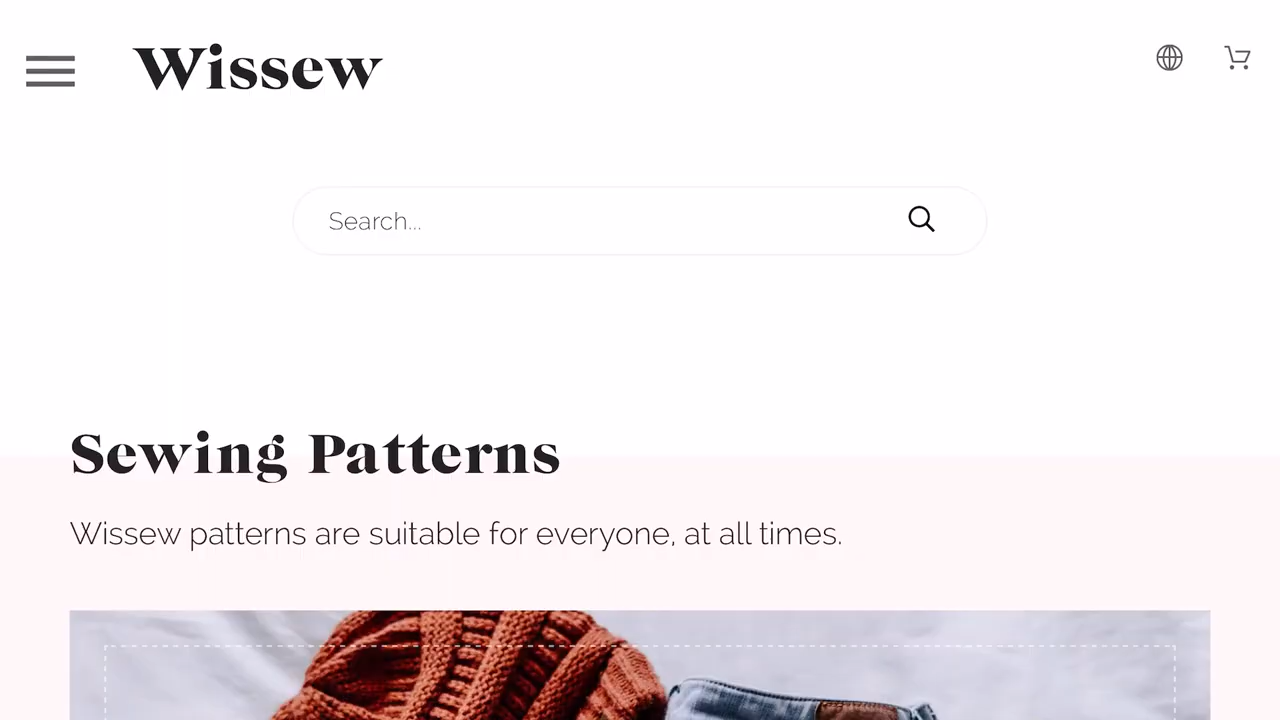 Wissew
Search...
Sewing Patterns
Wissew patterns are suitable for everyone, at all times.